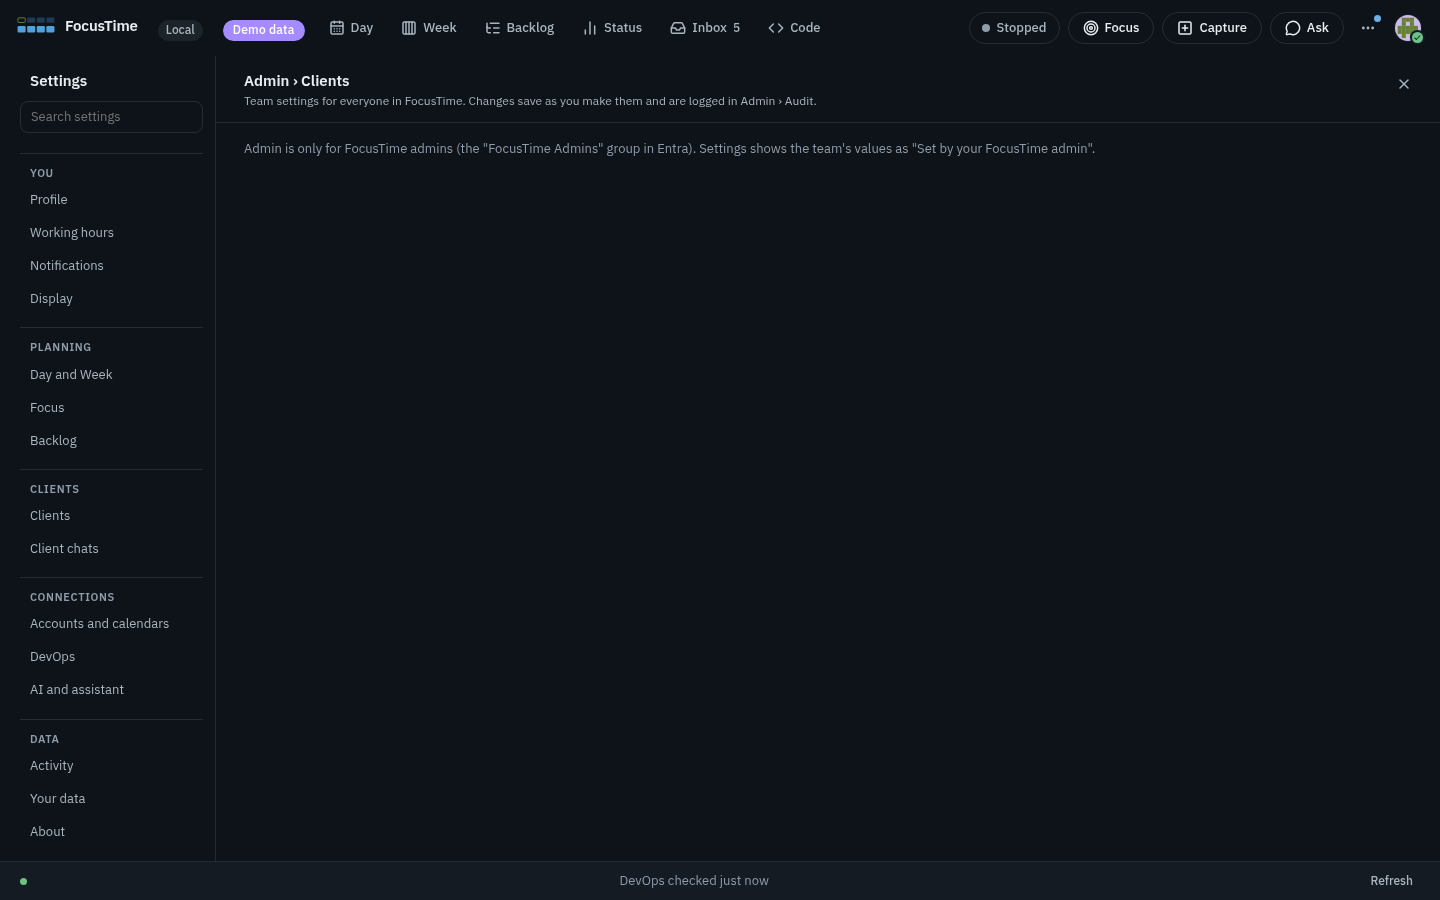 FocusTime
Local
Demo data
Day
Week
Backlog
Status
Inbox 5
Code
Stopped
Focus
Capture
Ask
Settings
Search settings
YOU
Profile
Working hours
Notifications
Display
PLANNING
Day and Week
Focus
Backlog
CLIENTS
Clients
Client chats
CONNECTIONS
Accounts and calendars
DevOps
AI and assistant
DATA
Activity
Your data
About
Admin › Clients
Team settings for everyone in FocusTime. Changes save as you make them and are logged in Admin › Audit.
Admin is only for FocusTime admins (the "FocusTime Admins" group in Entra). Settings shows the team's values as "Set by your FocusTime admin".
DevOps checked just now
Refresh